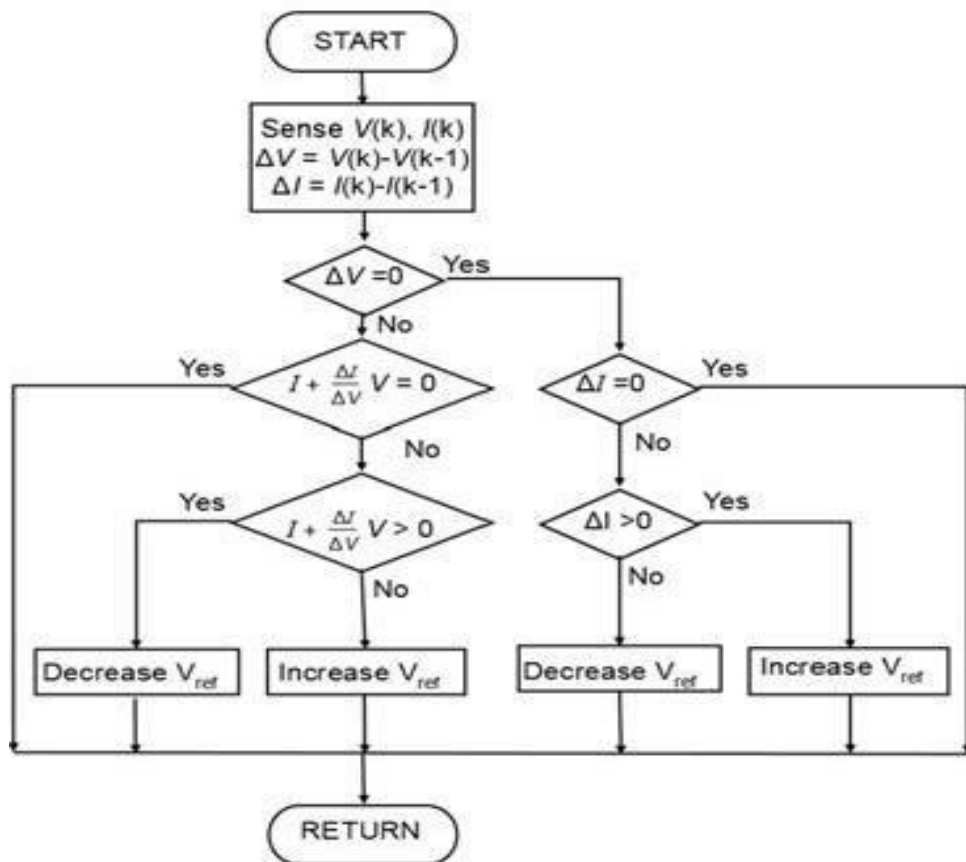 START
Sense V(k), I(k)
ΔV = V(k)-V(k-1)
ΔI = I(k)-I(k-1)
ΔV =0
Yes
No
Yes
I + ΔI/ΔV V = 0
ΔI =0
Yes
No
No
Yes
I + ΔI/ΔV V > 0
ΔI >0
Yes
No
No
Decrease Vref
Increase Vref
Decrease Vref
Increase Vref
RETURN